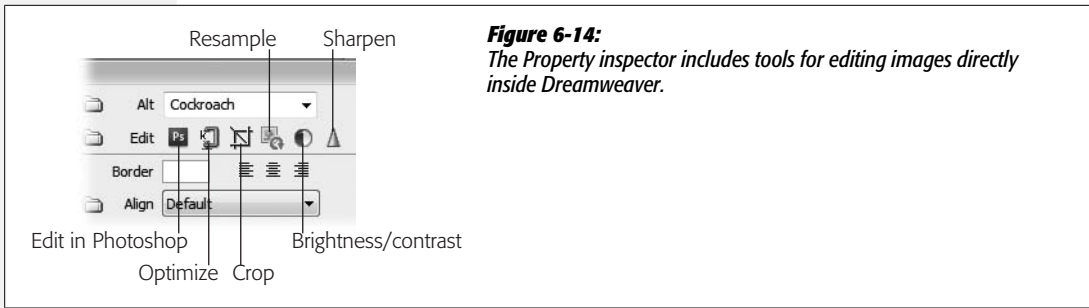 Resample Sharpen
Figure 6-14:
The Property inspector includes tools for editing images directly
inside Dreamweaver.
Alt Cockroach
Edit Ps
Border
Align Default
Edit in Photoshop Brightness/contrast
Optimize Crop